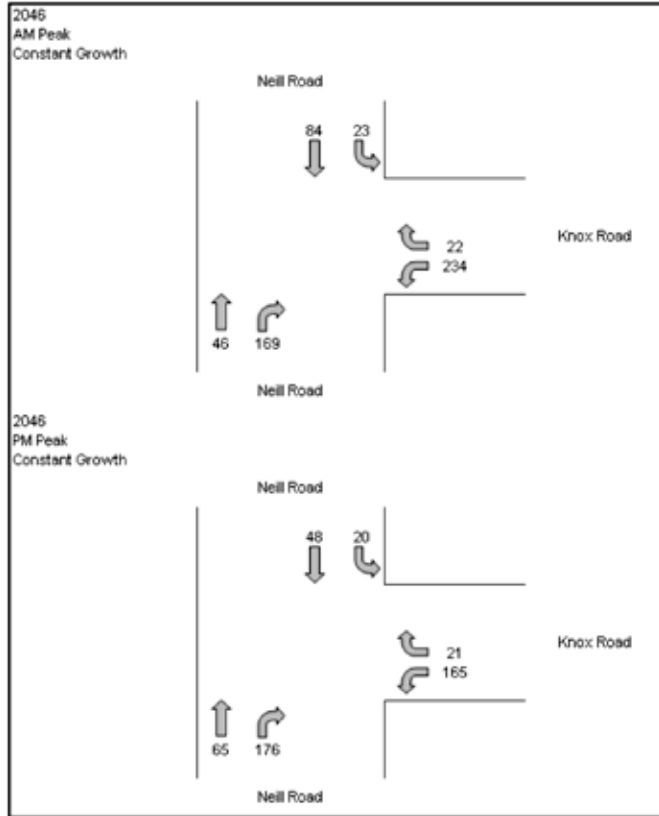 2046
AM Peak
Constant Growth
Neill Road
84 23
22
Knox Road
234
46 169
Neill Road
2046
PM Peak
Constant Growth
Neill Road
48 20
21
Knox Road
165
65 176
Neill Road